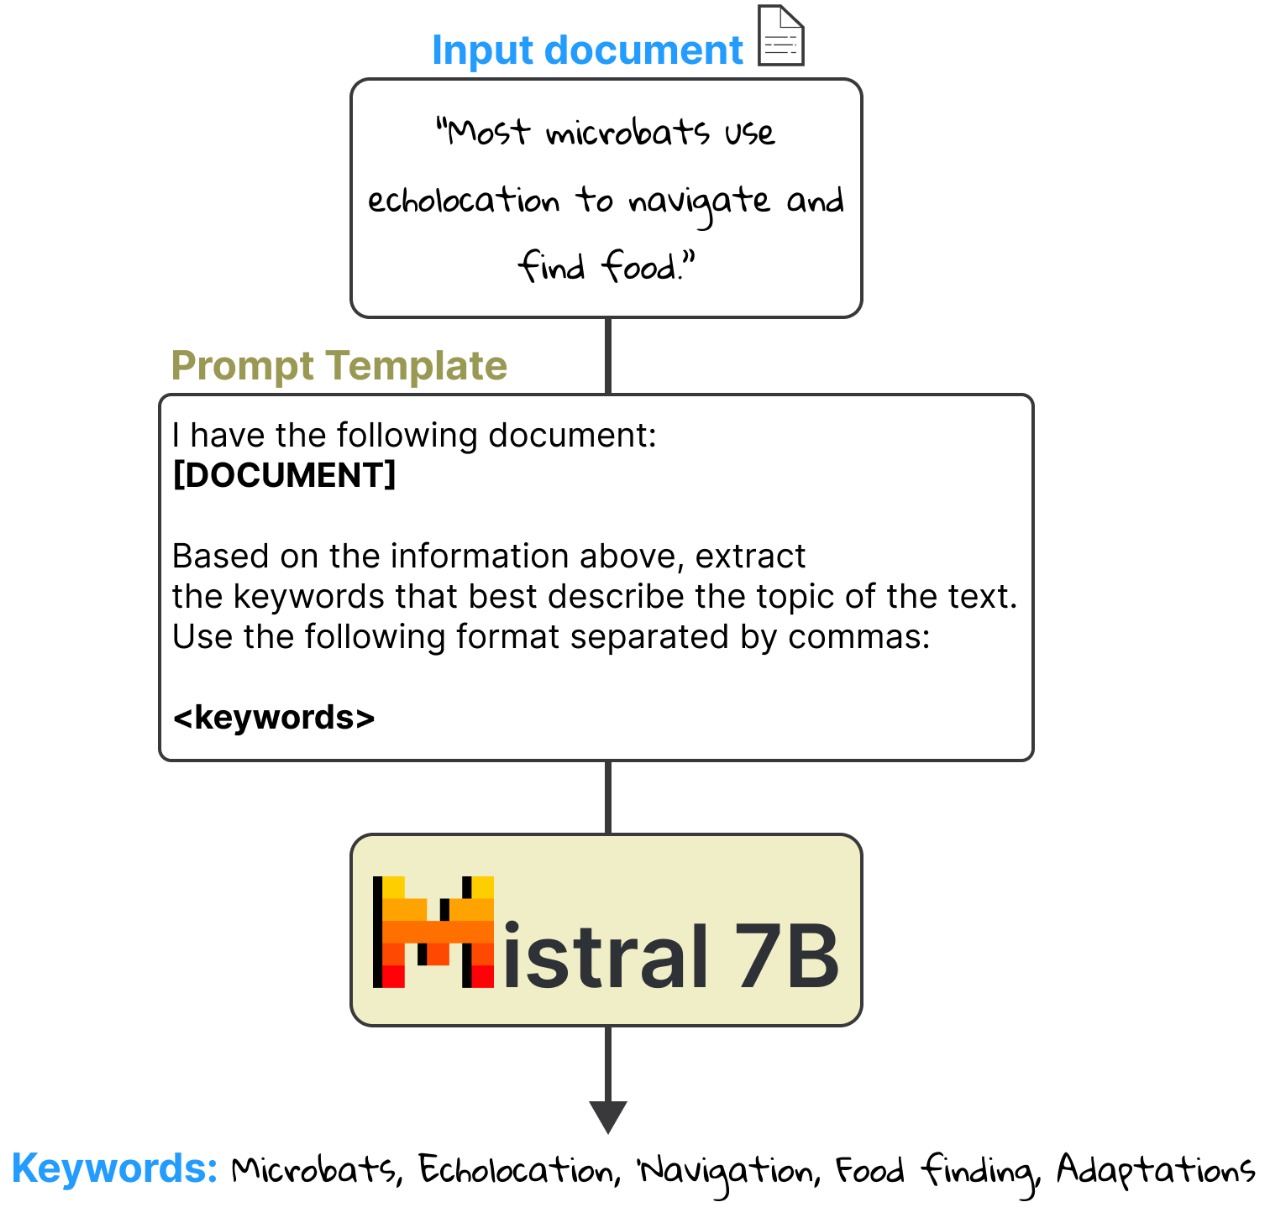 Input document
"Most microbats use
echolocation to navigate and
find food."
Prompt Template
I have the following document:
[DOCUMENT]
Based on the information above, extract
the keywords that best describe the topic of the text.
Use the following format separated by commas:
<keywords>
Mistral 7B
Keywords: Microbats, Echolocation, 'Navigation, Food finding, Adaptations